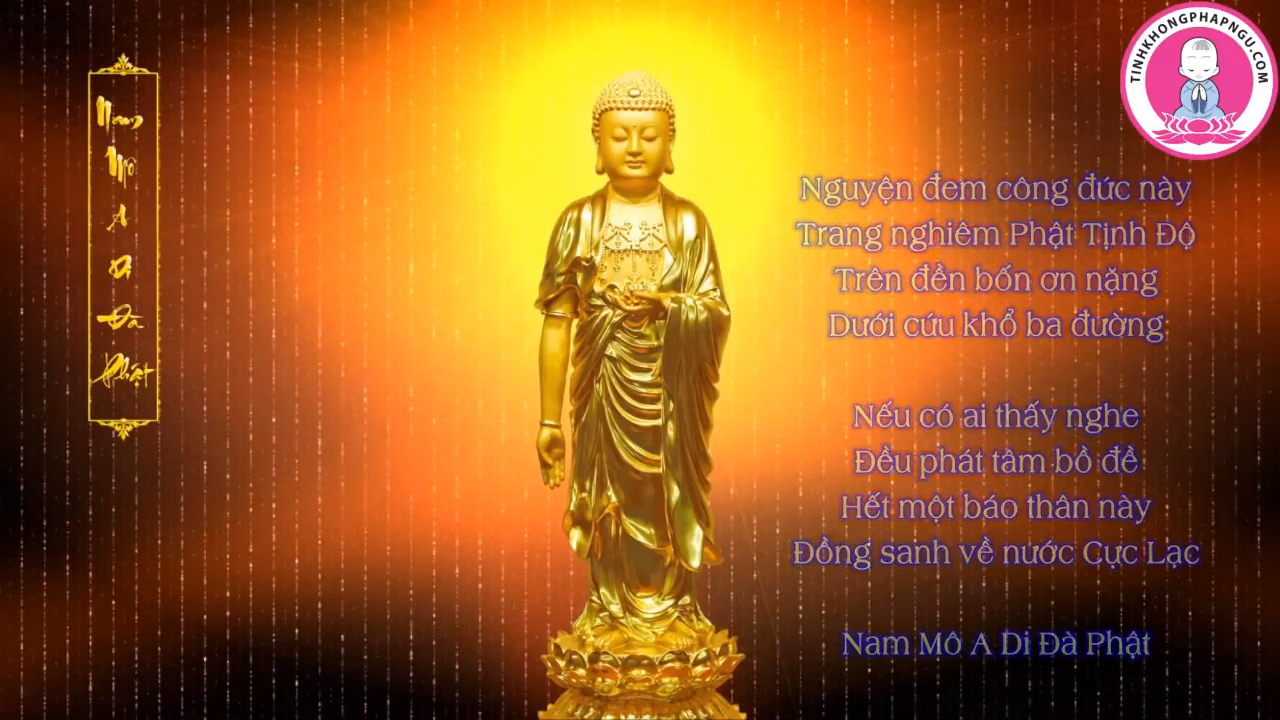 Nam
Mô
A
Di
Đà
Phật
TINHKHONGPHAPNGU.COM
Nguyện đem công đức này
Trang nghiêm Phật Tịnh Độ
Trên đền bốn ơn nặng
Dưới cứu khổ ba đường
Nếu có ai thấy nghe
Đều phát tâm bồ đề
Hết một báo thân này
Đồng sanh về nước Cực Lạc
Nam Mô A Di Đà Phật